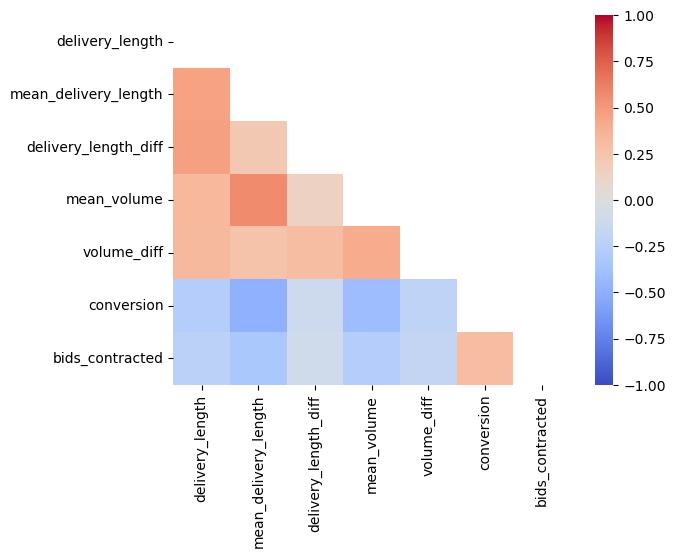 delivery_length
mean_delivery_length
delivery_length_diff
mean_volume
volume_diff
conversion
bids_contracted
delivery_length
mean_delivery_length
delivery_length_diff
mean_volume
volume_diff
conversion
bids_contracted
1.00
0.75
0.50
0.25
0.00
−0.25
−0.50
−0.75
−1.00